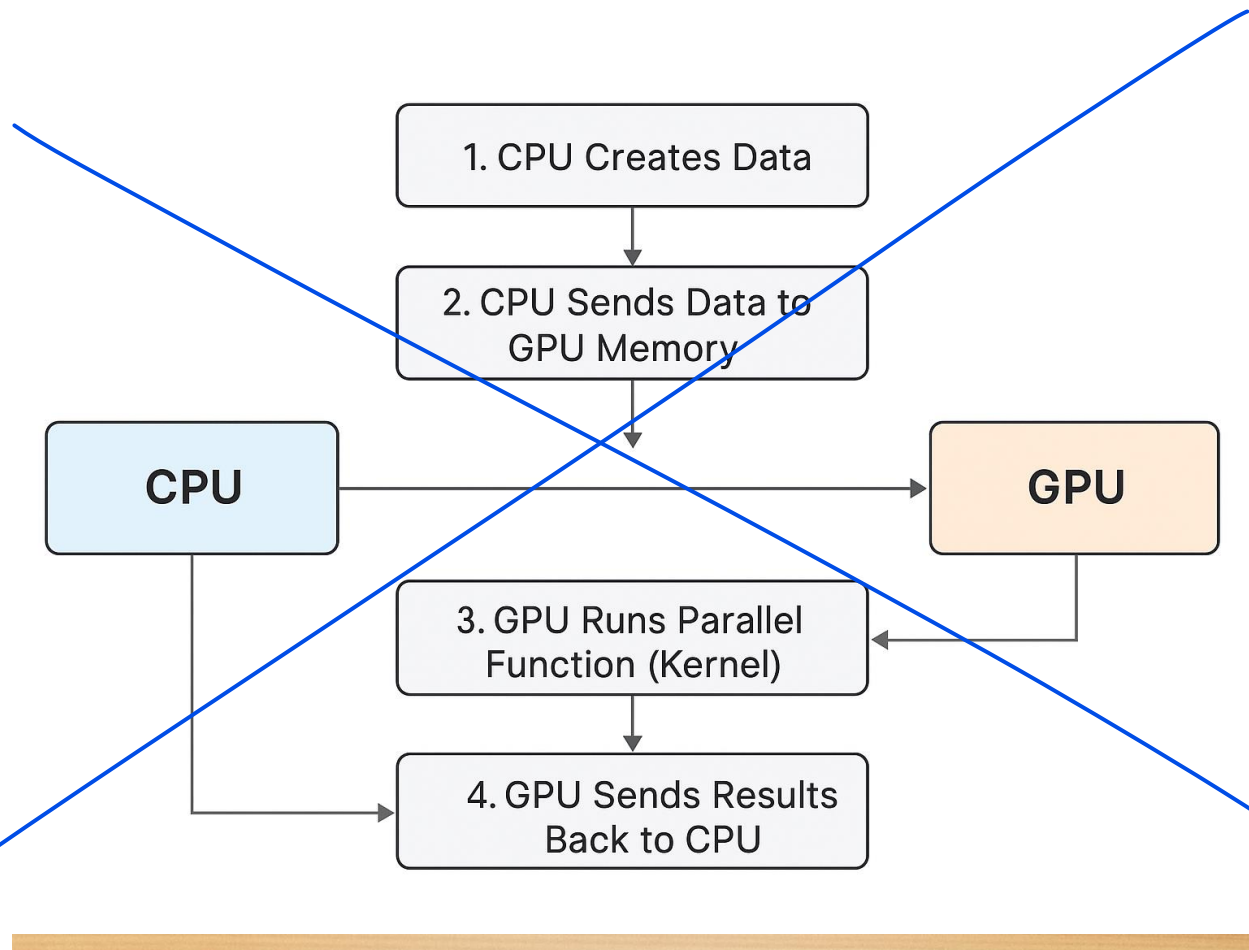 1. CPU Creates Data
2. CPU Sends Data to
GPU Memory
CPU
GPU
3. GPU Runs Parallel
Function (Kernel)
4. GPU Sends Results
Back to CPU